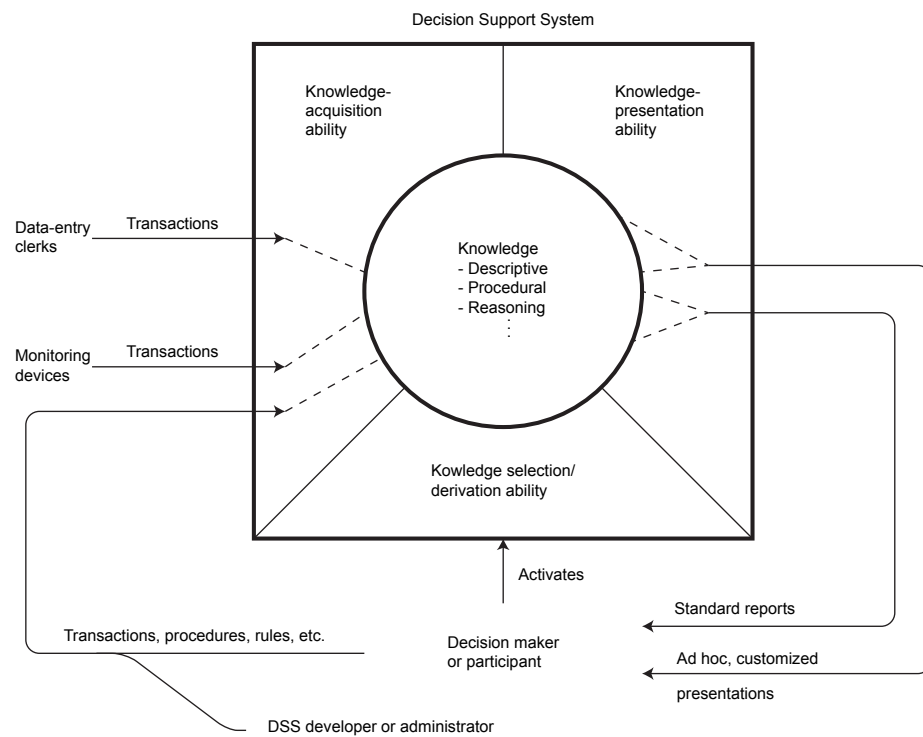 Decision Support System
Knowledge-
acquisition
ability
Knowledge-
presentation
ability
Data-entry
clerks
Transactions
Knowledge
- Descriptive
- Procedural
- Reasoning
Monitoring
devices
Transactions
Kowledge selection/
derivation ability
Activates
Standard reports
Transactions, procedures, rules, etc.
Decision maker
or participant
Ad hoc, customized
presentations
DSS developer or administrator